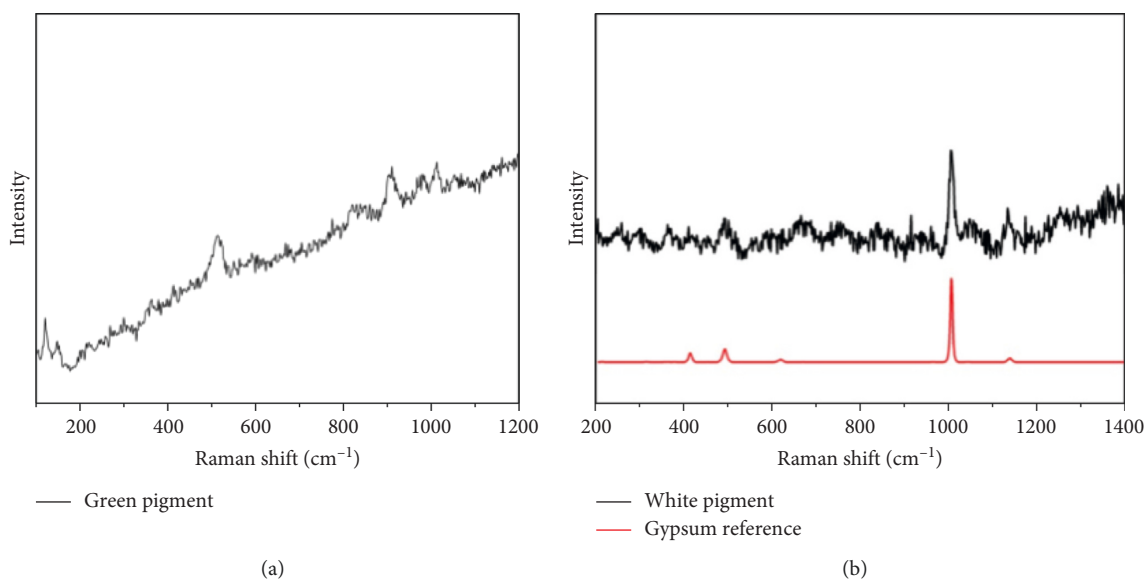 Intensity
200
400
600
800
1000
1200
Raman shift (cm⁻¹)
Green pigment
(a)
Intensity
200
400
600
800
1000
1200
1400
Raman shift (cm⁻¹)
White pigment
Gypsum reference
(b)